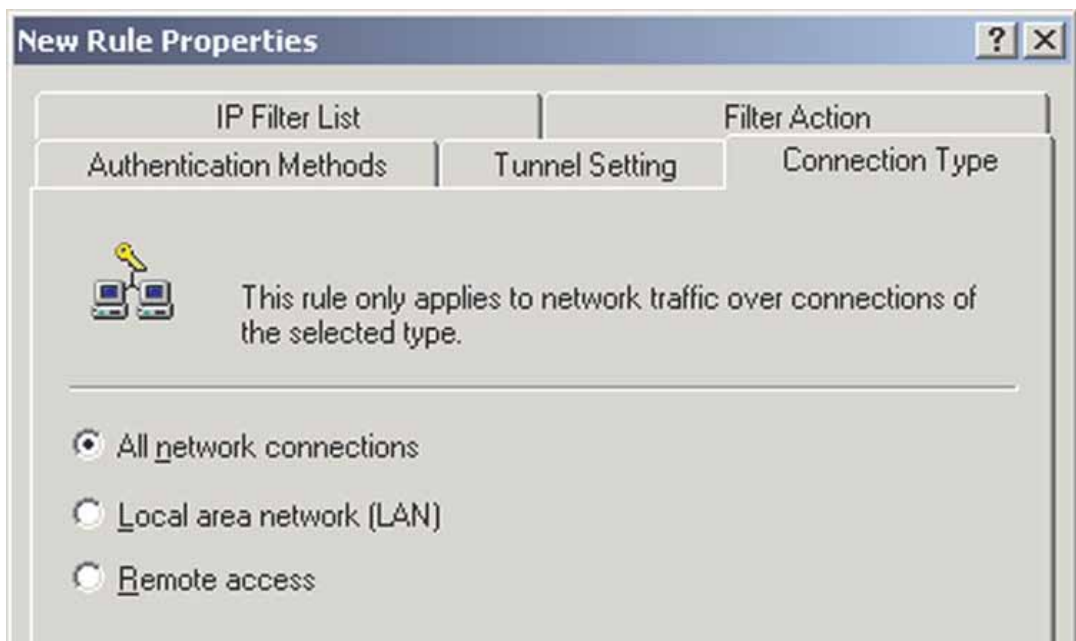 New Rule Properties
IP Filter List
Filter Action
Authentication Methods
Tunnel Setting
Connection Type
This rule only applies to network traffic over connections of
the selected type.
All network connections
Local area network (LAN)
Remote access